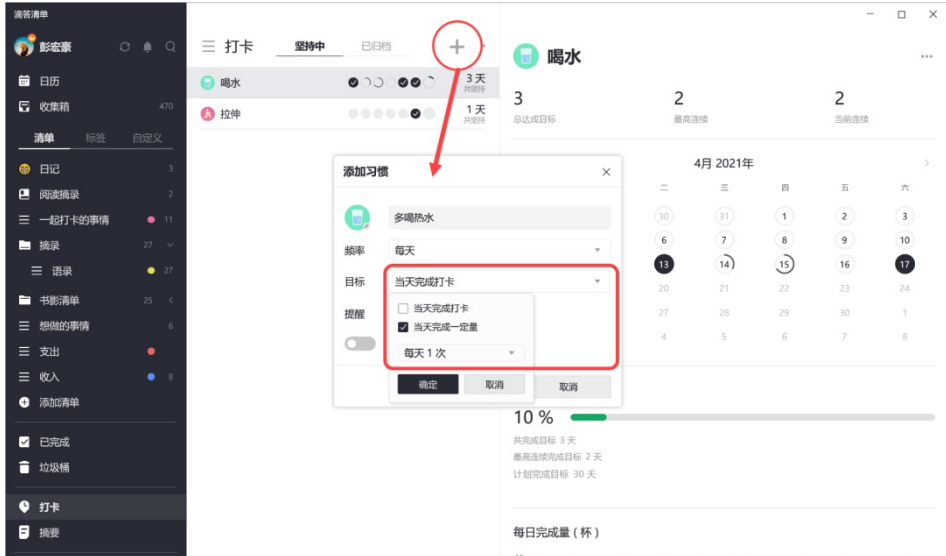 滴答清单
彭宏豪
日历
收集箱 470
清单 标签 自定义
日记 3
阅读摘录 2
一起打卡的事情 11
摘录 27
语录 27
书影清单 25
想做的事情 6
支出
收入 8
添加清单
已完成
垃圾桶
打卡
摘要
打卡 坚持中 已归档
喝水 3 天
共坚持
拉伸 1 天
共坚持
添加习惯
多喝热水
频率 每天
目标 当天完成打卡
提醒
当天完成打卡
当天完成一定量
每天 1 次
确定 取消
取消
喝水
3 2 2
总达成目标 最高连续 当前连续
4月 2021年
二 三 四 五 六
30 31 1 2 3
6 7 8 9 10
13 14 15 16 17
20 21 22 23 24
27 28 29 30 1
4 5 6 7 8
10 %
共完成目标 3 天
最高连续完成目标 2 天
计划完成目标 30 天
每日完成量 ( 杯 )